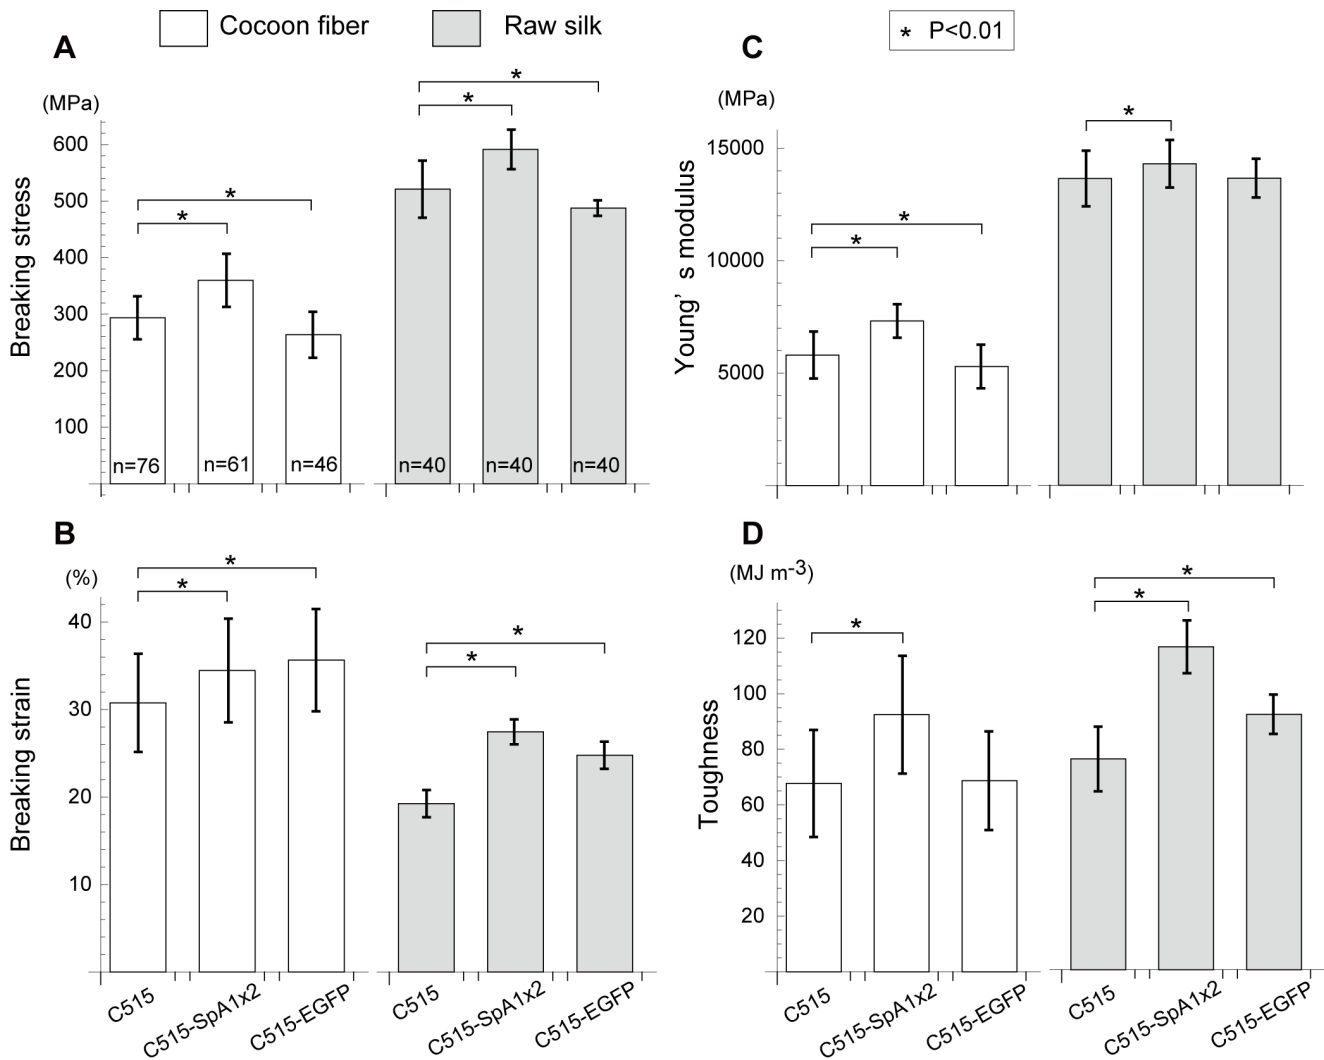 Cocoon fiber
Raw silk
* P<0.01
A
(MPa)
Breaking stress
600
500
400
300
200
100
* * * *
n=76 n=61 n=46 n=40 n=40 n=40
C
(MPa)
Young’ s modulus
15000
10000
5000
* * *
B
(%)
Breaking strain
40
30
20
10
* * * *
C515 C515-SpA1x2 C515-EGFP C515 C515-SpA1x2 C515-EGFP
D
(MJ m-3)
Toughness
120
100
80
60
40
20
* * *
C515 C515-SpA1x2 C515-EGFP C515 C515-SpA1x2 C515-EGFP